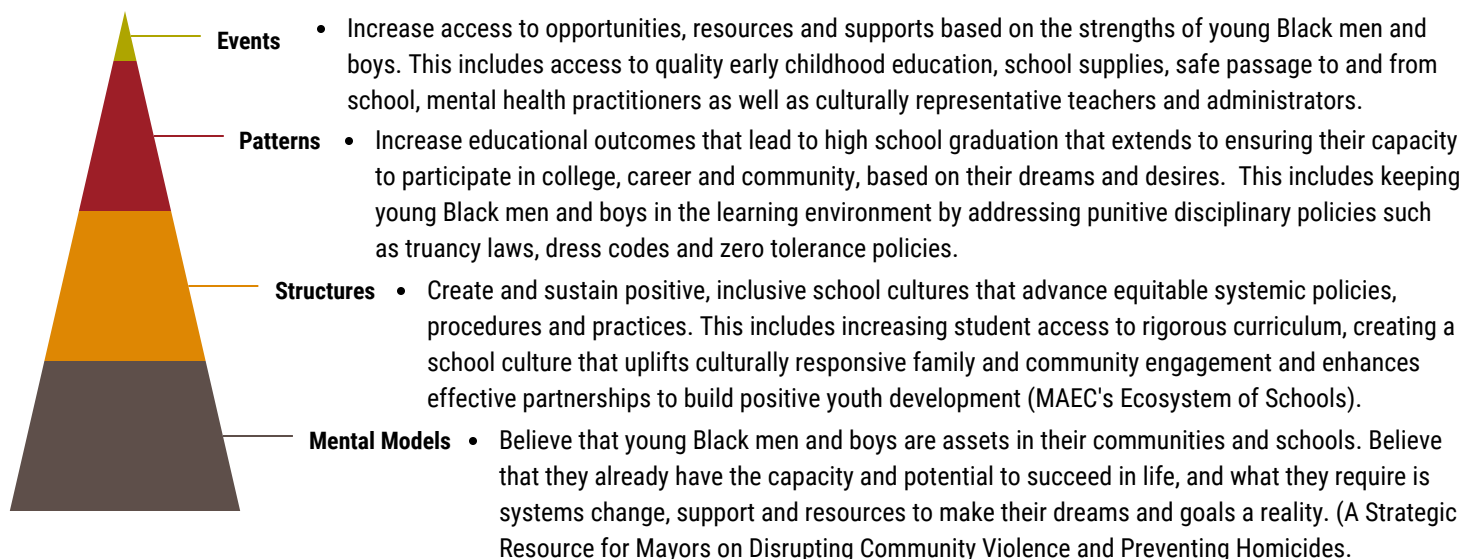 Events • Increase access to opportunities, resources and supports based on the strengths of young Black men and
boys. This includes access to quality early childhood education, school supplies, safe passage to and from
school, mental health practitioners as well as culturally representative teachers and administrators.
Patterns • Increase educational outcomes that lead to high school graduation that extends to ensuring their capacity
to participate in college, career and community, based on their dreams and desires. This includes keeping
young Black men and boys in the learning environment by addressing punitive disciplinary policies such
as truancy laws, dress codes and zero tolerance policies.
Structures • Create and sustain positive, inclusive school cultures that advance equitable systemic policies,
procedures and practices. This includes increasing student access to rigorous curriculum, creating a
school culture that uplifts culturally responsive family and community engagement and enhances
effective partnerships to build positive youth development (MAEC's Ecosystem of Schools).
Mental Models • Believe that young Black men and boys are assets in their communities and schools. Believe
that they already have the capacity and potential to succeed in life, and what they require is
systems change, support and resources to make their dreams and goals a reality. (A Strategic
Resource for Mayors on Disrupting Community Violence and Preventing Homicides.